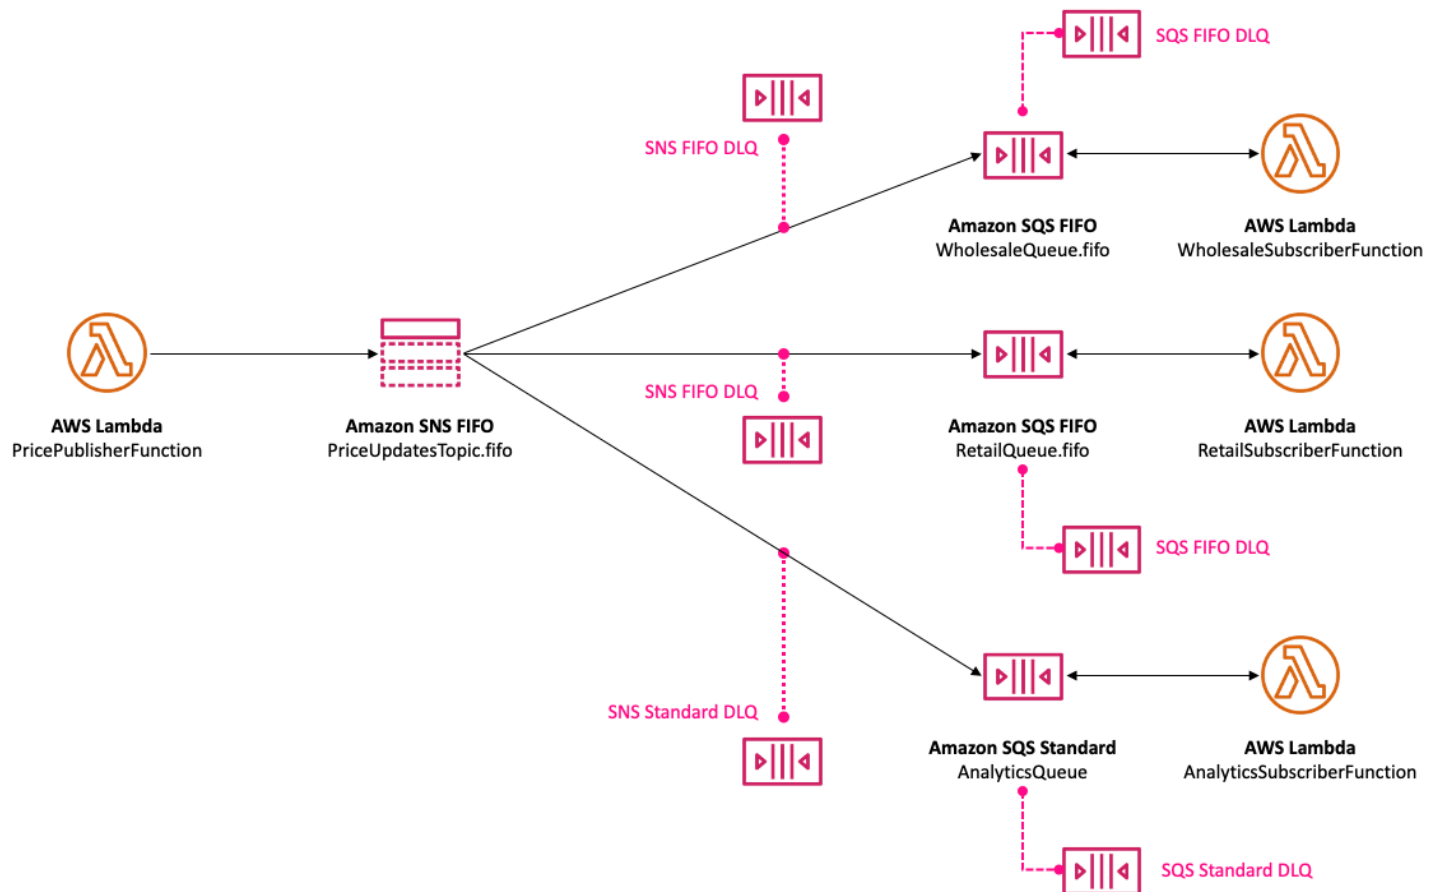 SQS FIFO DLQ
SNS FIFO DLQ
Amazon SQS FIFO
WholesaleQueue.fifo
AWS Lambda
WholesaleSubscriberFunction
AWS Lambda
PricePublisherFunction
Amazon SNS FIFO
PriceUpdatesTopic.fifo
SNS FIFO DLQ
Amazon SQS FIFO
RetailQueue.fifo
AWS Lambda
RetailSubscriberFunction
SQS FIFO DLQ
SNS Standard DLQ
Amazon SQS Standard
AnalyticsQueue
AWS Lambda
AnalyticsSubscriberFunction
SQS Standard DLQ